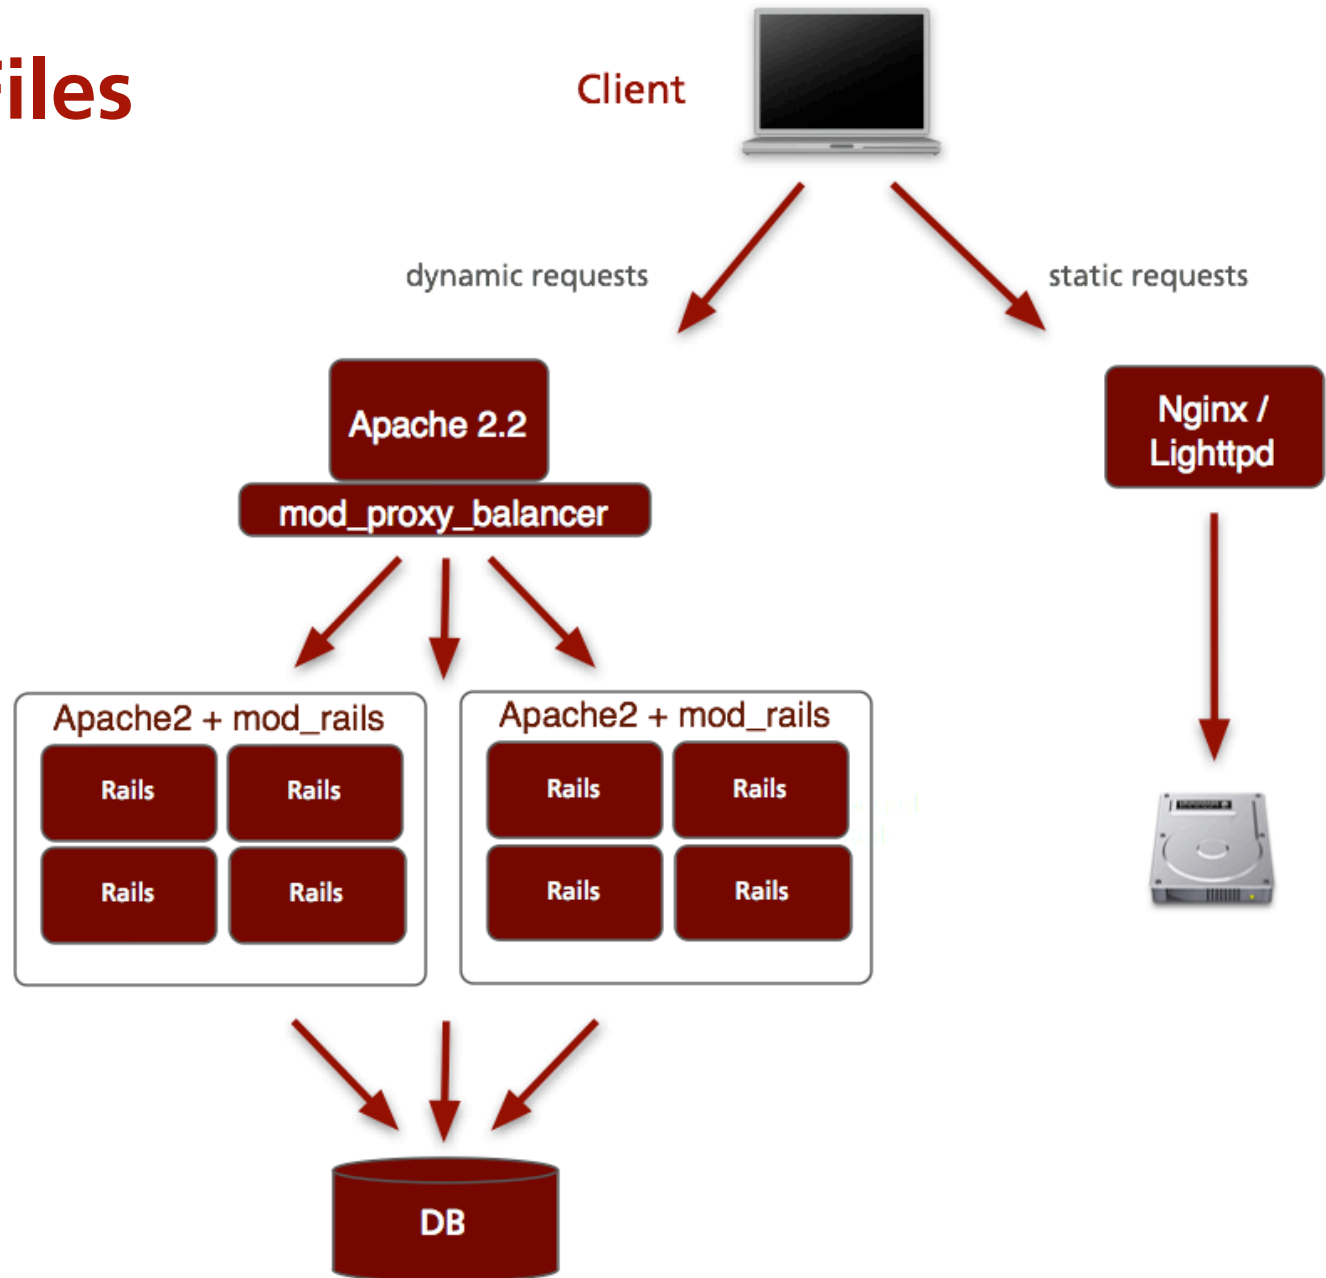 iles
Client
dynamic requests
static requests
Apache 2.2
Nginx /
Lighttpd
mod_proxy_balancer
Apache2 + mod_rails
Apache2 + mod_rails
Rails
Rails
Rails
Rails
Rails
Rails
Rails
Rails
DB